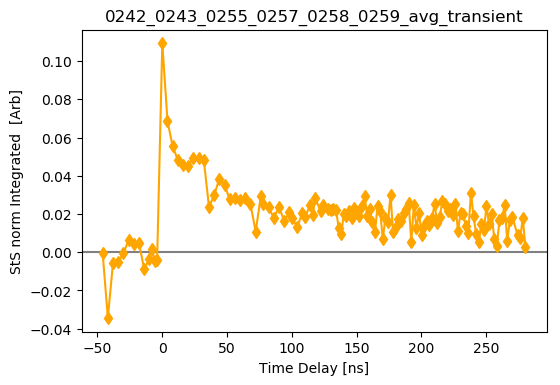 0242_0243_0255_0257_0258_0259_avg_transient
StS norm Integrated  [Arb]
0.10
0.08
0.06
0.04
0.02
0.00
−0.02
−0.04
−50 0 50 100 150 200 250
Time Delay [ns]